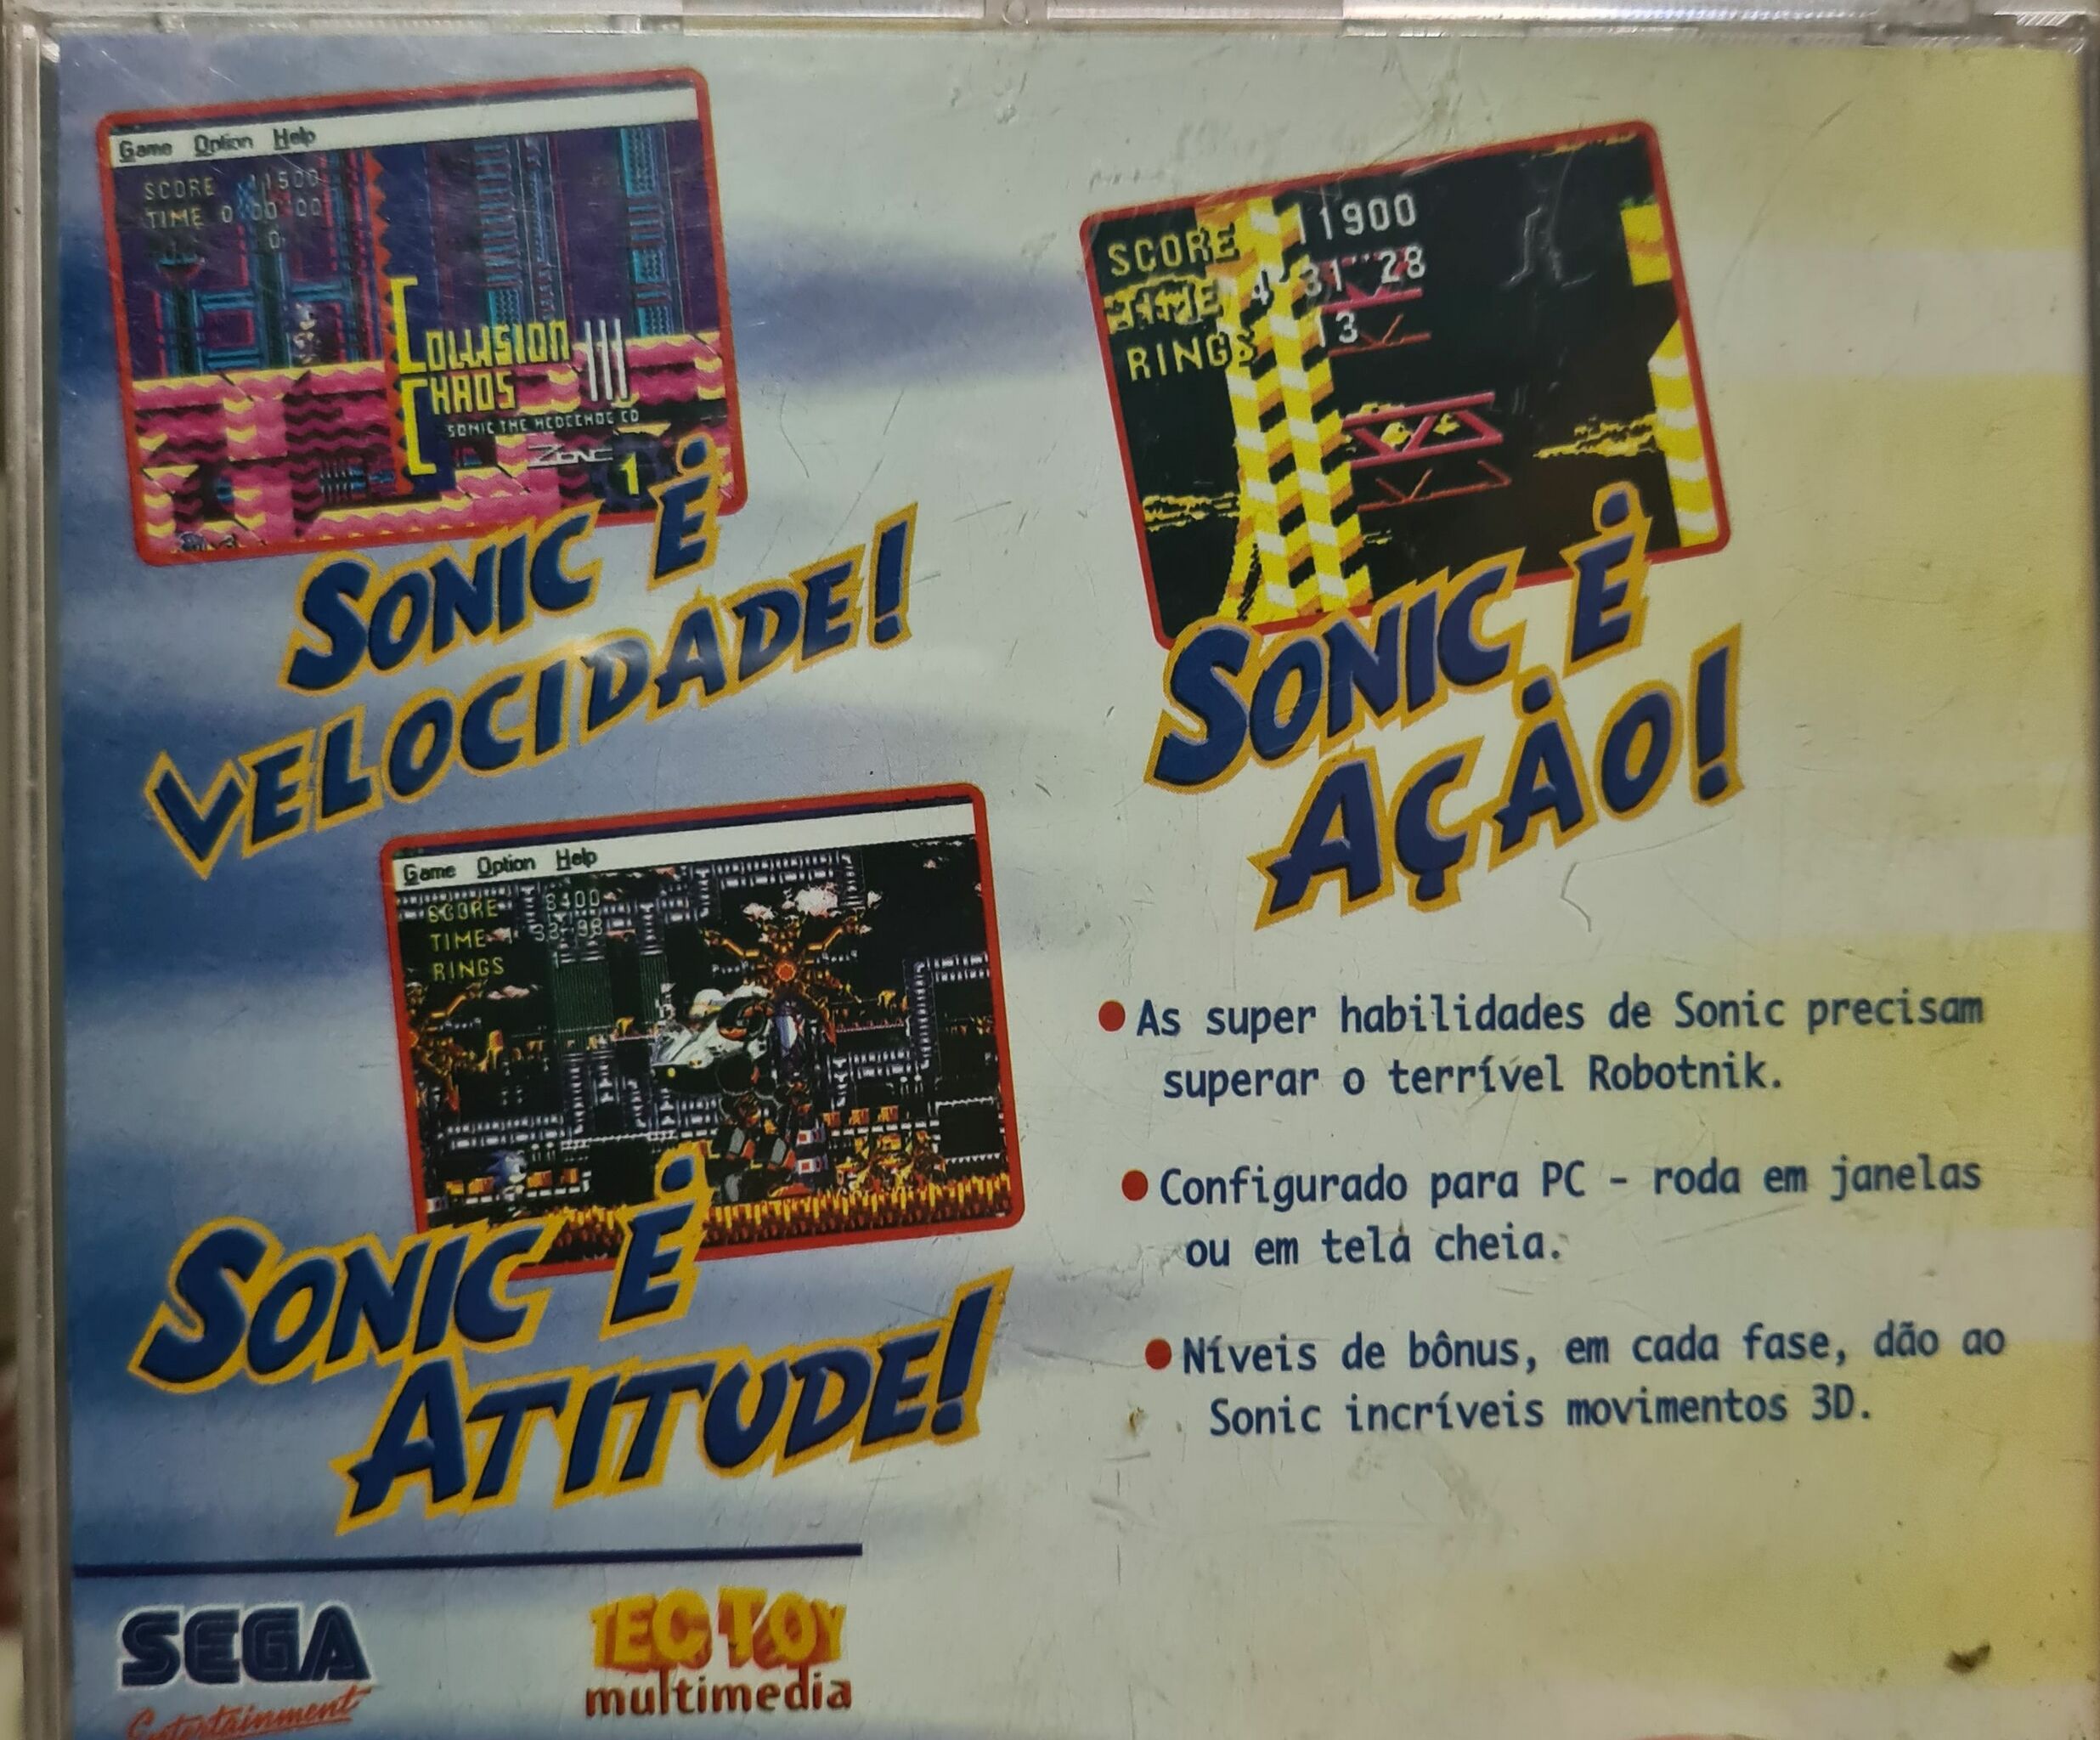 Game Option Help
SCORE 11500
TIME 0 00 00
0
COLLISION
CHAOS
SONIC THE HEDGEHOG CD
ZONE 1
SONIC É
VELOCIDADE!
SCORE 11900
TIME 4'31"28
RINGS 13
SONIC É
AÇÃO!
Game Option Help
SCORE 8400
TIME
RINGS
SONIC É
ATITUDE!
As super habilidades de Sonic precisam
superar o terrível Robotnik.
Configurado para PC - roda em janelas
ou em tela cheia.
Níveis de bônus, em cada fase, dão ao
Sonic incríveis movimentos 3D.
SEGA
Entertainment
TEC TOY
multimedia